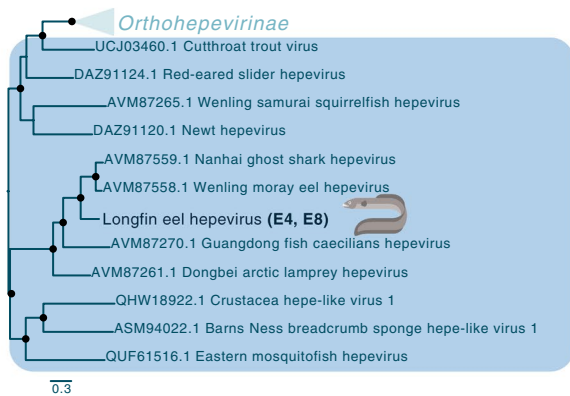 Orthohepevirinae
UCJ03460.1 Cutthroat trout virus
DAZ91124.1 Red-eared slider hepevirus
AVM87265.1 Wenling samurai squirrelfish hepevirus
DAZ91120.1 Newt hepevirus
AVM87559.1 Nanhai ghost shark hepevirus
AVM87558.1 Wenling moray eel hepevirus
Longfin eel hepevirus (E4, E8)
AVM87270.1 Guangdong fish caecilians hepevirus
AVM87261.1 Dongbei arctic lamprey hepevirus
QHW18922.1 Crustacea hepe-like virus 1
ASM94022.1 Barns Ness breadcrumb sponge hepe-like virus 1
QUF61516.1 Eastern mosquitofish hepevirus
0.3